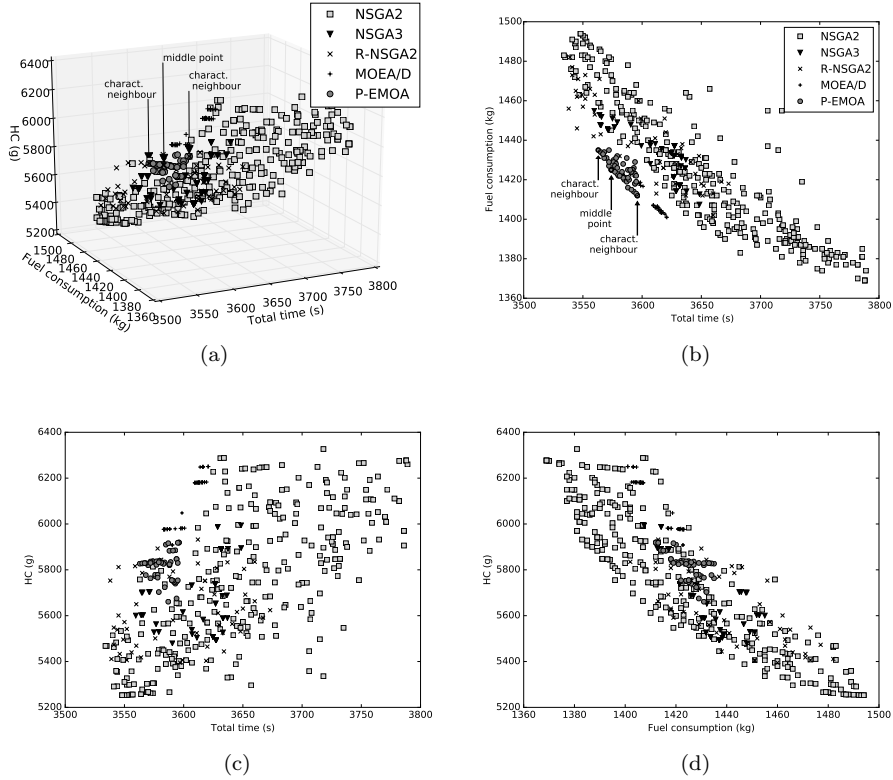 NSGA2
NSGA3
R-NSGA2
MOEA/D
P-EMOA
middle point
charact.
neighbour
charact.
neighbour
HC (g)
6400
6200
6000
5800
5600
5400
5200
1500
1480
1460
1440
1420
1400
1380
1360
Fuel consumption (kg)
3500
3550
3600
3650
3700
3750
3800
Total time (s)
(a)
1500
1480
1460
1440
1420
1400
1380
1360
Fuel consumption (kg)
NSGA2
NSGA3
R-NSGA2
MOEA/D
P-EMOA
charact.
neighbour
middle
point
charact.
neighbour
3500 3550 3600 3650 3700 3750 3800
Total time (s)
(b)
6400
6200
6000
5800
5600
5400
5200
HC (g)
3500 3550 3600 3650 3700 3750 3800
Total time (s)
(c)
6400
6200
6000
5800
5600
5400
5200
HC (g)
1360 1380 1400 1420 1440 1460 1480 1500
Fuel consumption (kg)
(d)